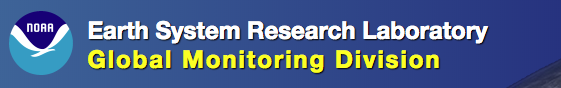 NOAA
Earth System Research Laboratory
Global Monitoring Division